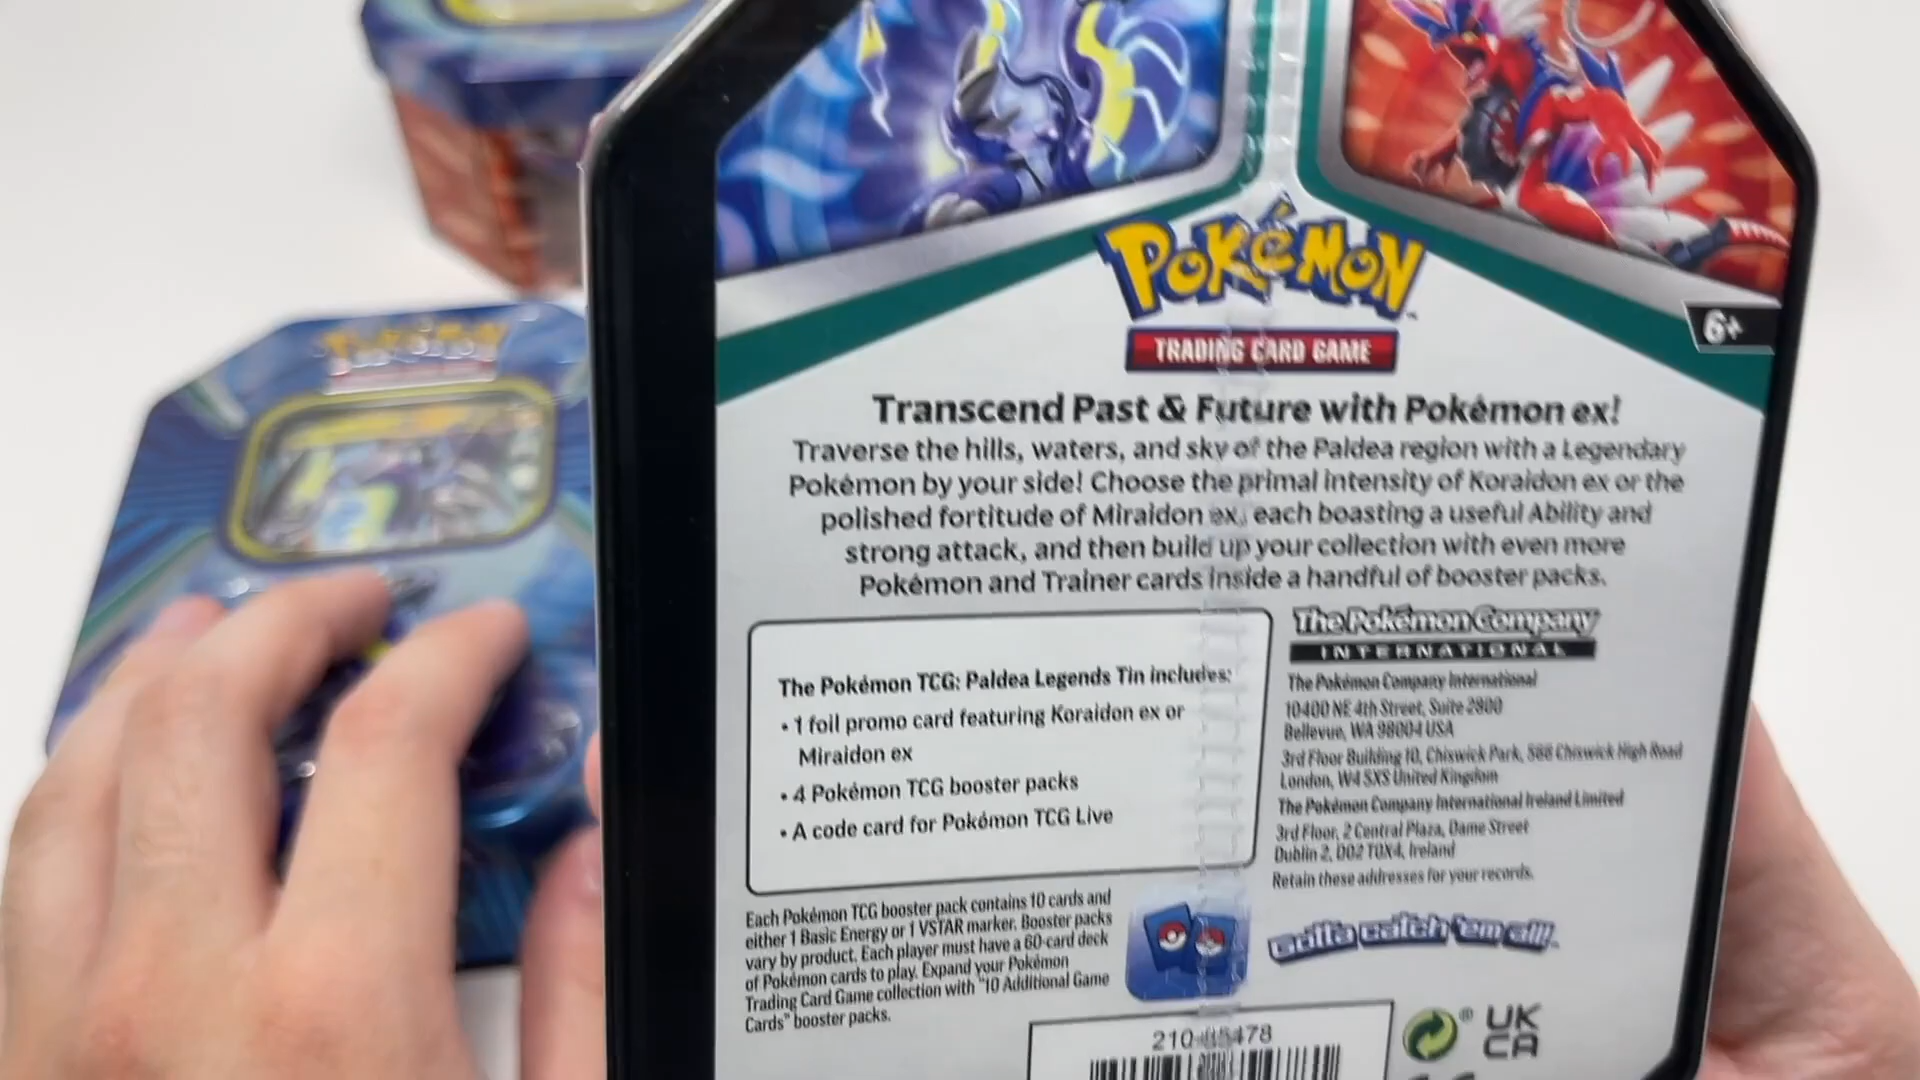 POKéMON
TRADING CARD GAME
6+
Transcend Past & Future with Pokémon ex!
Traverse the hills, waters, and sky of the Paldea region with a Legendary
Pokémon by your side! Choose the primal intensity of Koraidon ex or the
polished fortitude of Miraidon ex, each boasting a useful Ability and
strong attack, and then build up your collection with even more
Pokémon and Trainer cards inside a handful of booster packs.
The Pokémon TCG: Paldea Legends Tin includes:
• 1 foil promo card featuring Koraidon ex or
Miraidon ex
• 4 Pokémon TCG booster packs
• A code card for Pokémon TCG Live
The Pokémon Company
INTERNATIONAL
The Pokémon Company International
10400 NE 4th Street, Suite 2800
Bellevue, WA 98004 USA
3rd Floor Building 10, Chiswick Park, 566 Chiswick High Road
London, W4 5XS United Kingdom
The Pokémon Company International Ireland Limited
3rd Floor, 2 Central Plaza, Dame Street
Dublin 2, D02 T0X4, Ireland
Retain these addresses for your records.
Each Pokémon TCG booster pack contains 10 cards and
either 1 Basic Energy or 1 VSTAR marker. Booster packs
vary by product. Each player must have a 60-card deck
of Pokémon cards to play. Expand your Pokémon
Trading Card Game collection with "10 Additional Game
Cards" booster packs.
Gotta catch 'em all!
210-85478
UK
CA
POKéMON